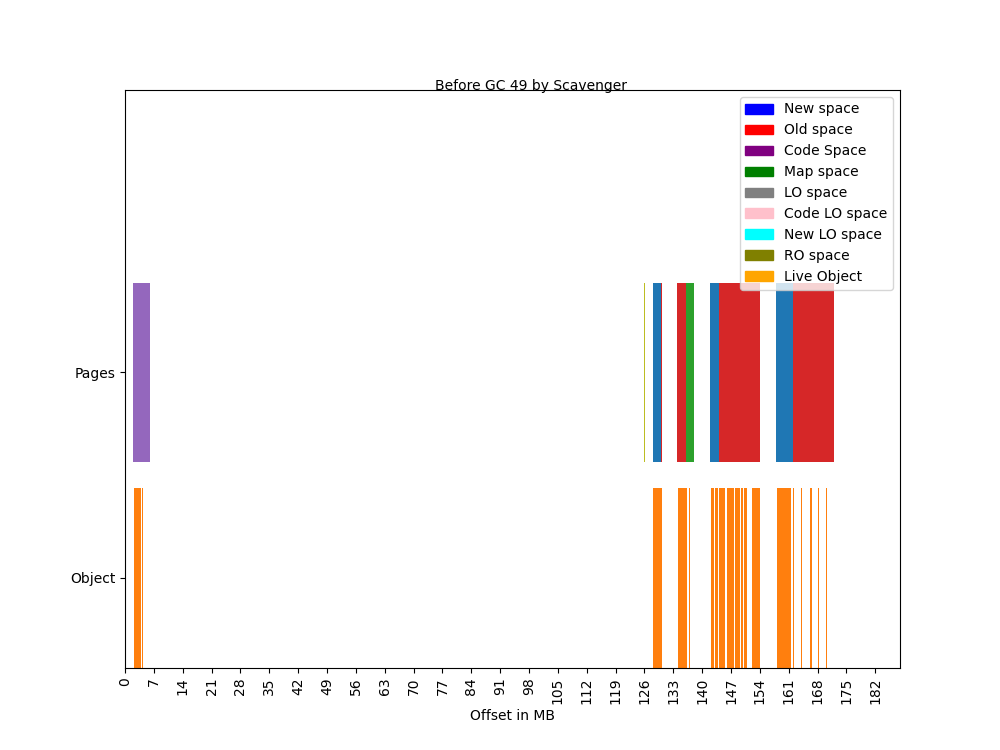 Before GC 49 by Scavenger
New space
Old space
Code Space
Map space
LO space
Code LO space
New LO space
RO space
Live Object
Pages
Object
0 7 14 21 28 35 42 49 56 63 70 77 84 91 98 105 112 119 126 133 140 147 154 161 168 175 182
Offset in MB